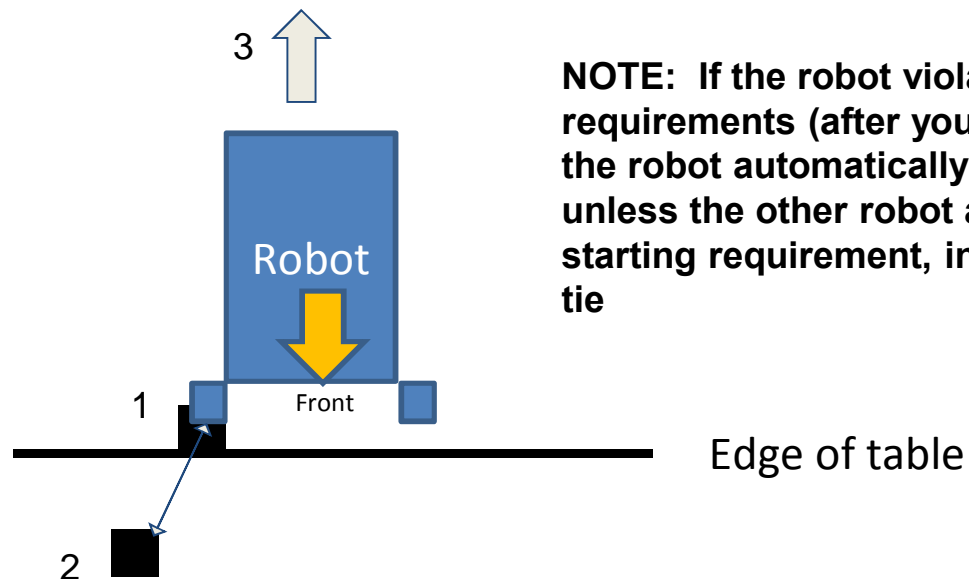 3
NOTE: If the robot viola
requirements (after you
the robot automatically
unless the other robot a
starting requirement, in
tie
Robot
1
Front
Edge of table
2